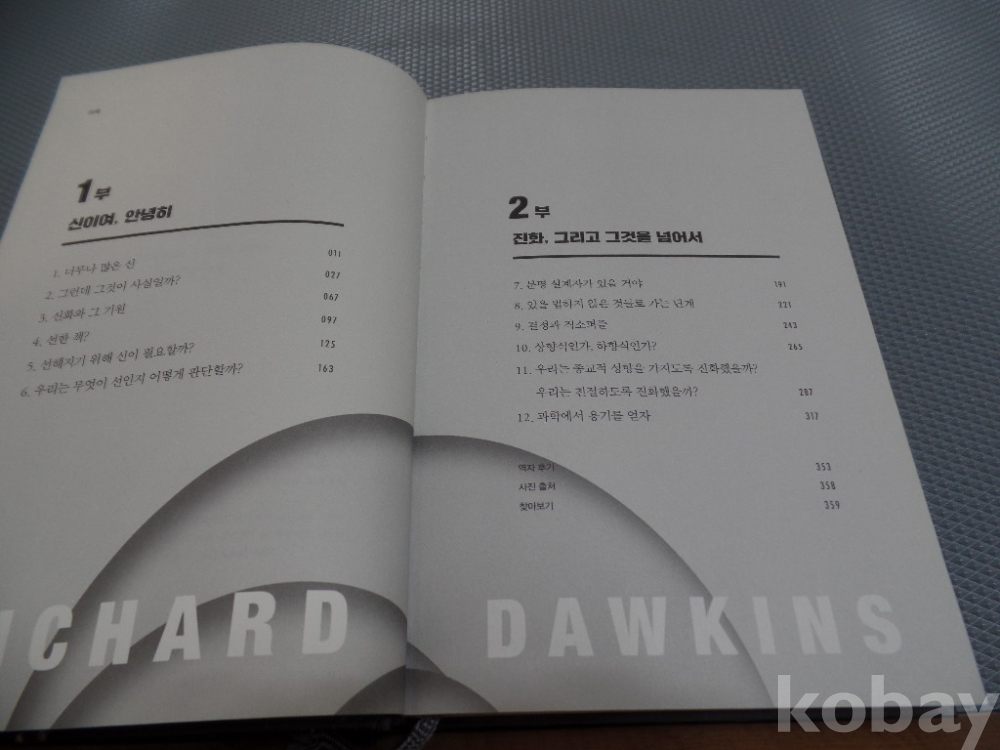 1부
신이여, 안녕히
1. 너무나 많은 신 011
2. 그런데 그것이 사실일까? 027
3. 신화와 그 기원 067
4. 선한 책? 097
5. 선해지기 위해 신이 필요할까? 125
6. 우리는 무엇이 선인지 어떻게 판단할까? 163
2부
진화, 그리고 그것을 넘어서
7. 분명 설계자가 있을 거야 191
8. 있을 법하지 않은 것들로 가는 단계 221
9. 결정과 직소퍼즐 243
10. 상향식인가, 하향식인가? 265
11. 우리는 종교적 성향을 가지도록 진화했을까?
우리는 친절하도록 진화했을까? 287
12. 과학에서 용기를 얻자 317
역자 후기 353
사진 출처 358
찾아보기 359
RICHARD DAWKINS
kobay